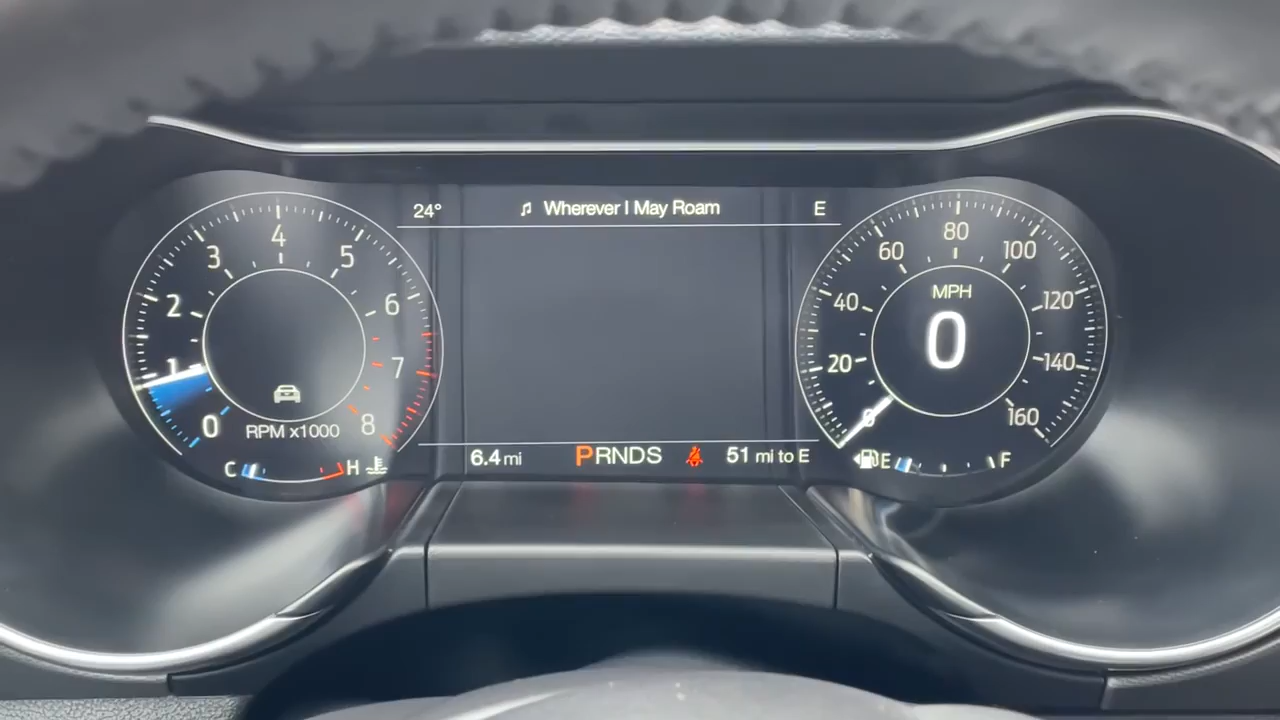 24° ♫ Wherever I May Roam E
0 1 2 3 4 5 6 7 8
RPM x1000
C H
6.4 mi PRNDS 51 mi to E
0 20 40 60 80 100 120 140 160
MPH
0
E F